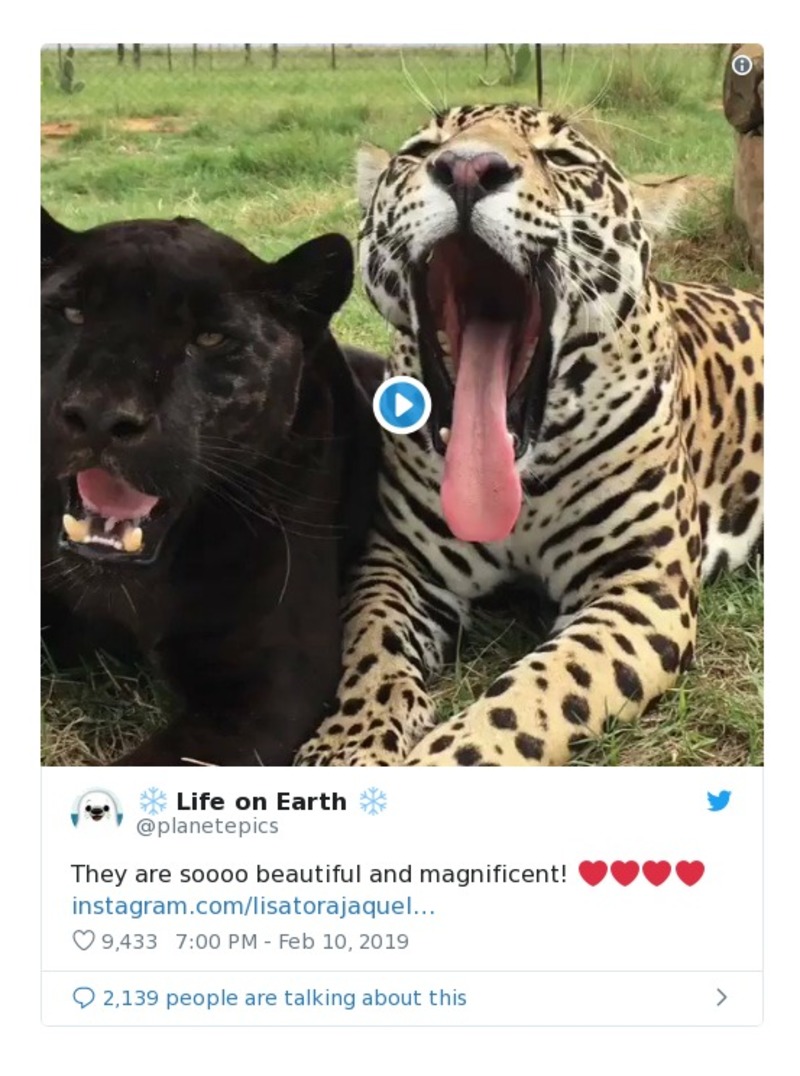 ❄ Life on Earth ❄
@planetepics
They are soooo beautiful and magnificent! ❤❤❤❤
instagram.com/lisatorajaquel…
9,433 7:00 PM - Feb 10, 2019
2,139 people are talking about this